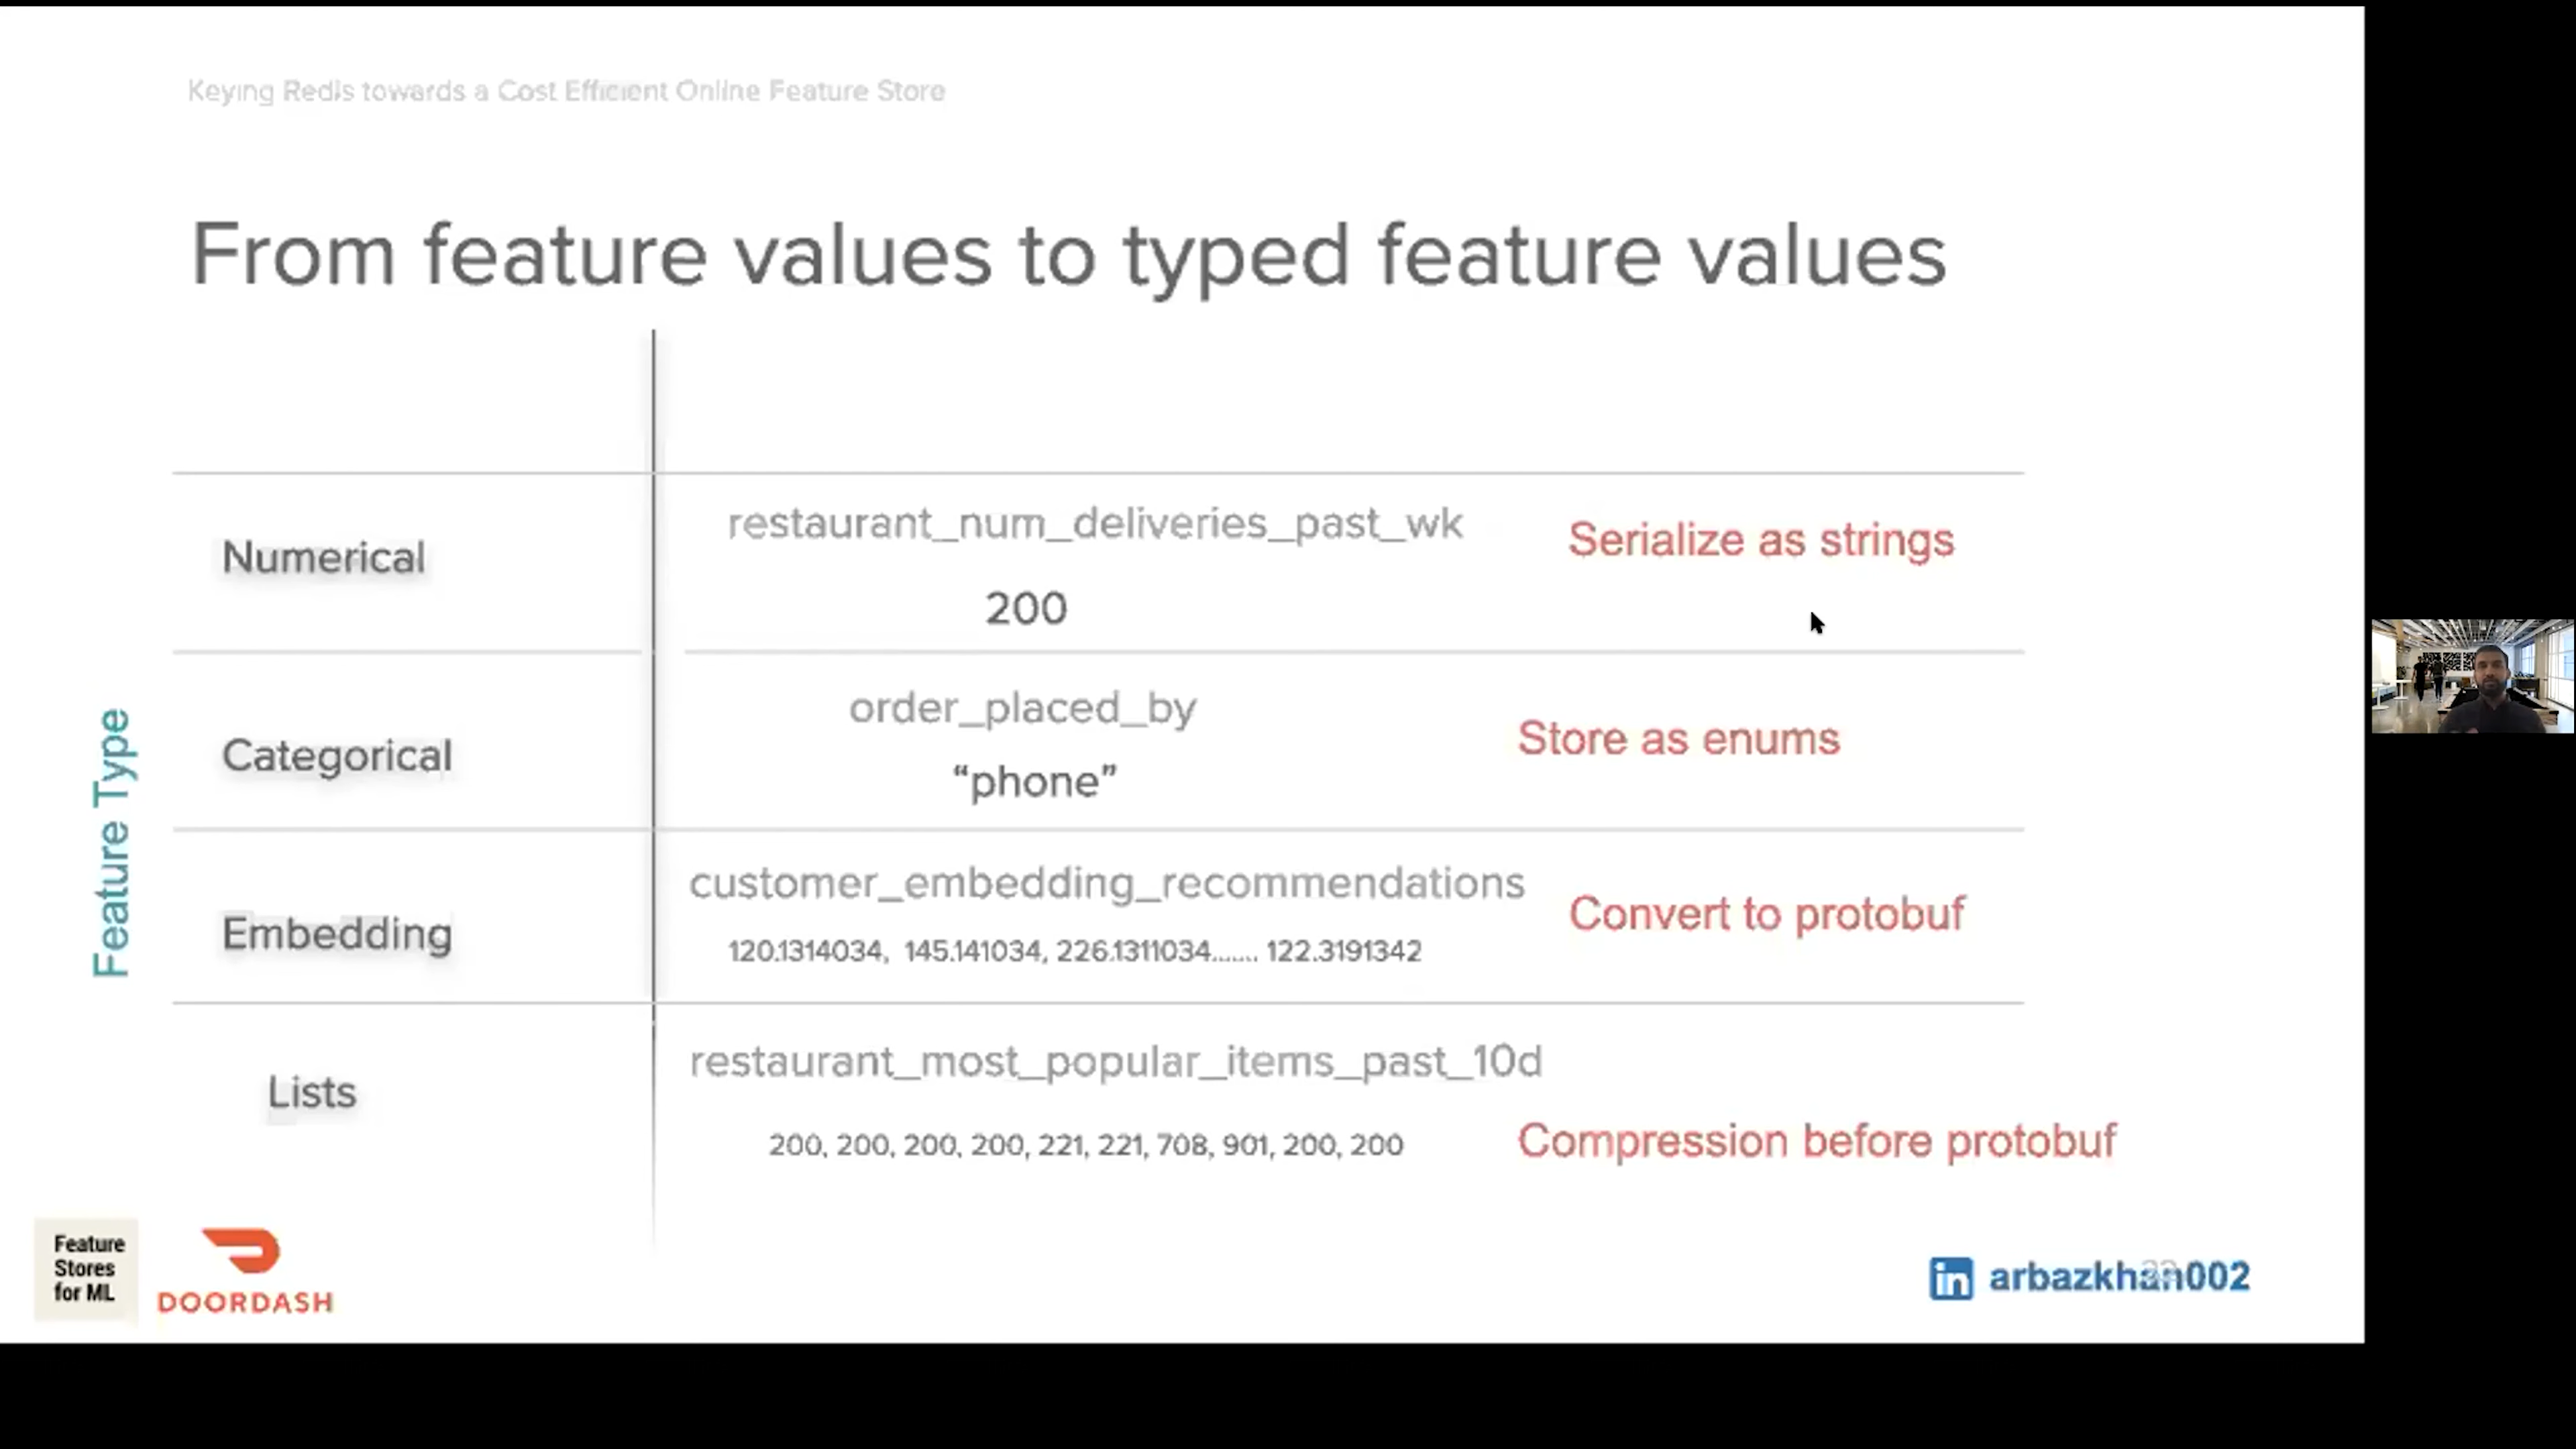 Keying Redis towards a Cost Efficient Online Feature Store
From feature values to typed feature values
Feature Type
Numerical
restaurant_num_deliveries_past_wk
200
Serialize as strings
Categorical
order_placed_by
“phone”
Store as enums
Embedding
customer_embedding_recommendations
120.1314034, 145.141034, 226.1311034....... 122.3191342
Convert to protobuf
Lists
restaurant_most_popular_items_past_10d
200, 200, 200, 200, 221, 221, 708, 901, 200, 200
Compression before protobuf
Feature
Stores
for ML
DOORDASH
in arbazkhan002